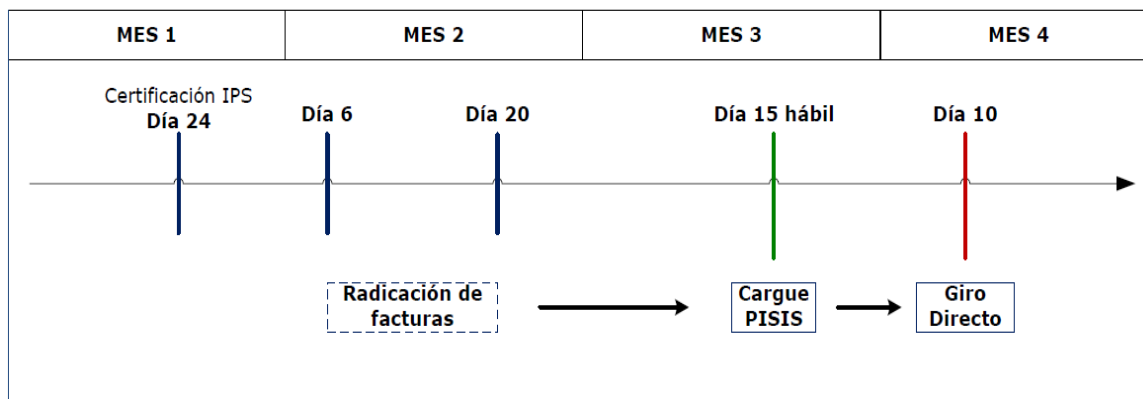 MES 1
MES 2
MES 3
MES 4
Certificación IPS
Día 24
Día 6
Día 20
Día 15 hábil
Día 10
Radicación de
facturas
Cargue
PISIS
Giro
Directo